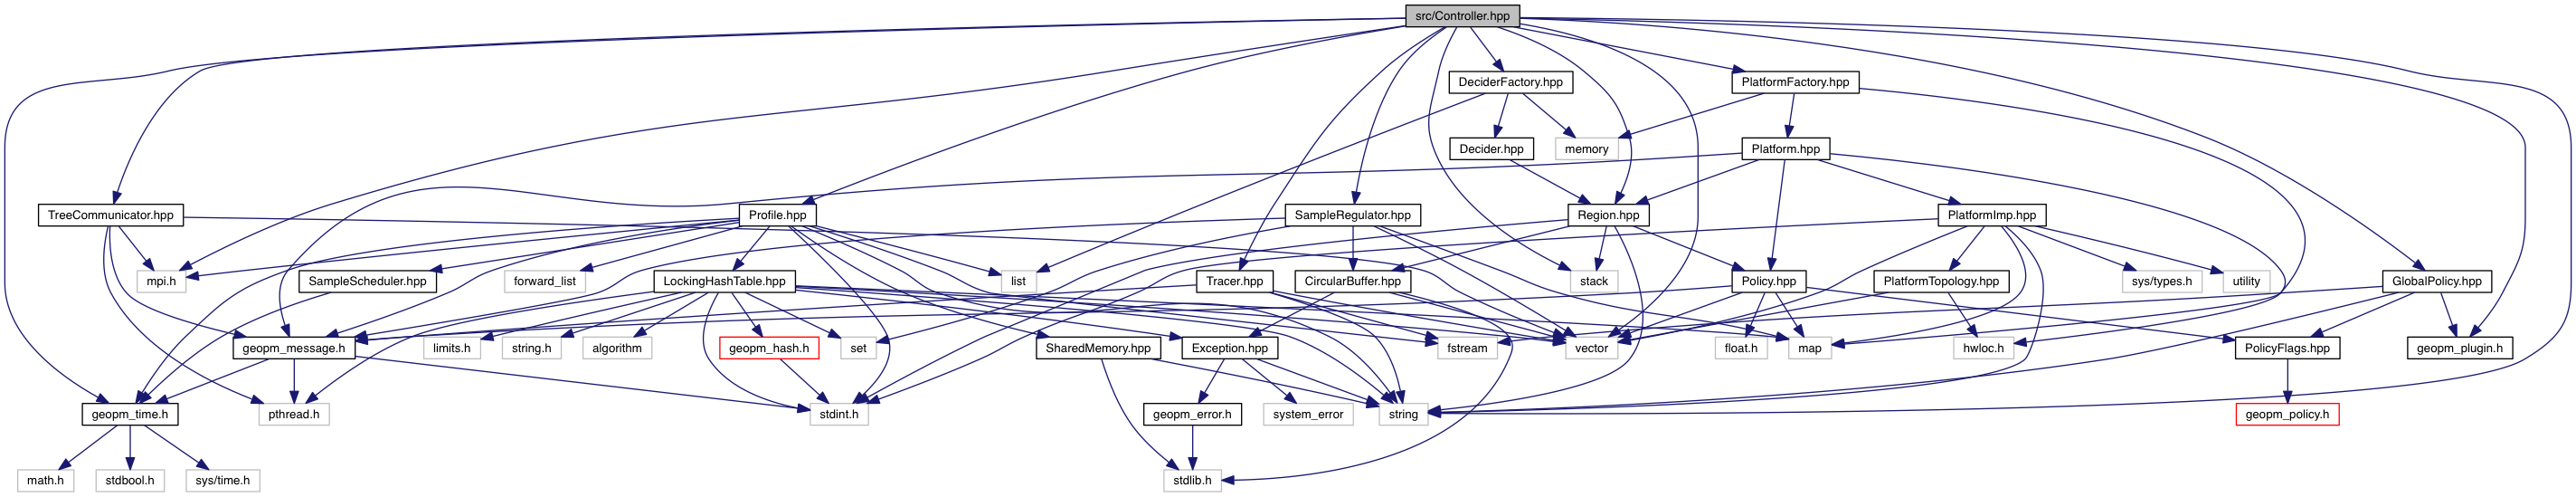 src/Controller.hpp
DeciderFactory.hpp
PlatformFactory.hpp
Decider.hpp
memory
Platform.hpp
TreeCommunicator.hpp
Profile.hpp
SampleRegulator.hpp
Region.hpp
PlatformImp.hpp
mpi.h
SampleScheduler.hpp
forward_list
LockingHashTable.hpp
list
Tracer.hpp
CircularBuffer.hpp
stack
Policy.hpp
PlatformTopology.hpp
sys/types.h
utility
GlobalPolicy.hpp
geopm_message.h
limits.h
string.h
algorithm
geopm_hash.h
set
SharedMemory.hpp
Exception.hpp
fstream
vector
float.h
map
hwloc.h
PolicyFlags.hpp
geopm_plugin.h
geopm_time.h
pthread.h
stdint.h
geopm_error.h
system_error
string
geopm_policy.h
math.h
stdbool.h
sys/time.h
stdlib.h